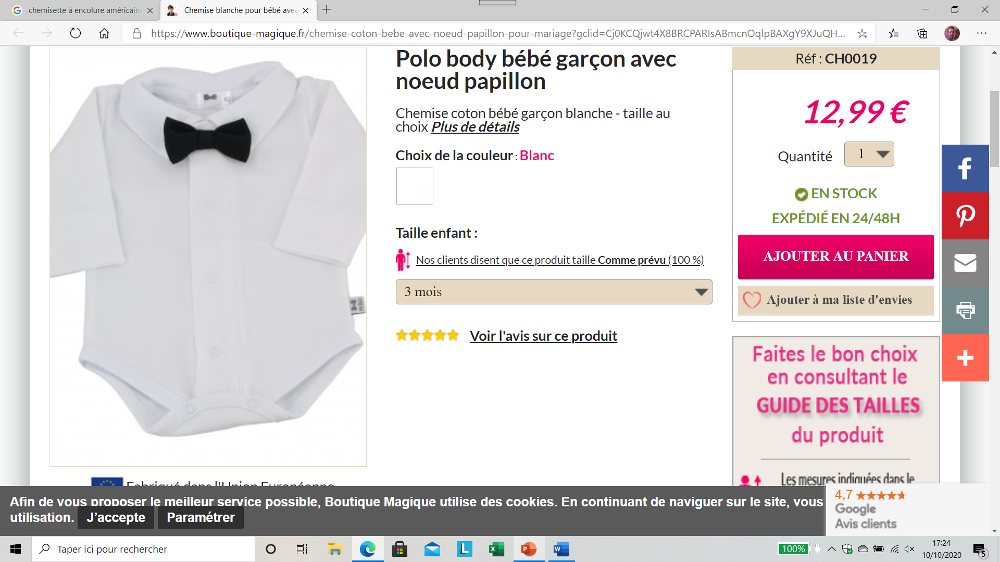 chemisette à encolure américain
Chemise blanche pour bébé avec
https://www.boutique-magique.fr/chemise-coton-bebe-avec-noeud-papillon-pour-mariage?gclid=Cj0KCQjwt4X8BRCPARIsABmcnOqlpBAXgY9XJuQH...
Polo body bébé garçon avec
noeud papillon
Chemise coton bébé garçon blanche - taille au
choix Plus de détails
Choix de la couleur : Blanc
Taille enfant :
Nos clients disent que ce produit taille Comme prévu (100 %)
3 mois
Voir l'avis sur ce produit
Réf : CH0019
12,99 €
Quantité 1
EN STOCK
EXPÉDIÉ EN 24/48H
AJOUTER AU PANIER
Ajouter à ma liste d'envies
Faites le bon choix
en consultant le
GUIDE DES TAILLES
du produit
Les mesures indiquées dans le
Fabriqué dans l'Union Européenne
Afin de vous proposer le meilleur service possible, Boutique Magique utilise des cookies. En continuant de naviguer sur le site, vous
utilisation. J'accepte Paramétrer
4,7
Google
Avis clients
Taper ici pour rechercher
100%
17:24
10/10/2020
5